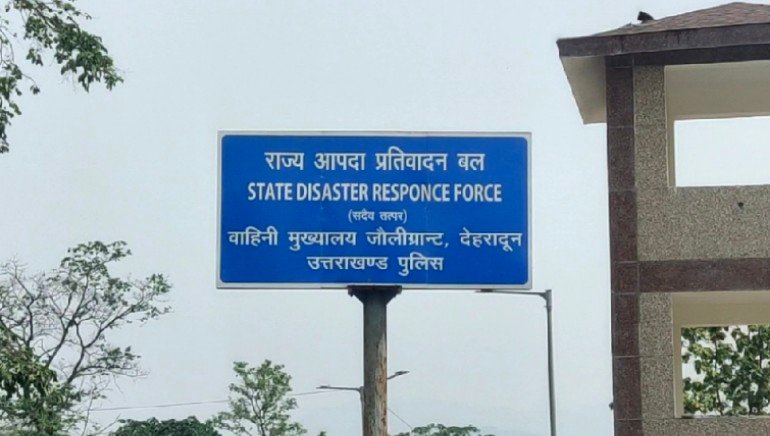 राज्य आपदा प्रतिवादन बल
STATE DISASTER RESPONCE FORCE
(सदैव तत्पर)
वाहिनी मुख्यालय जौलीग्रान्ट, देहरादून
उत्तराखण्ड पुलिस